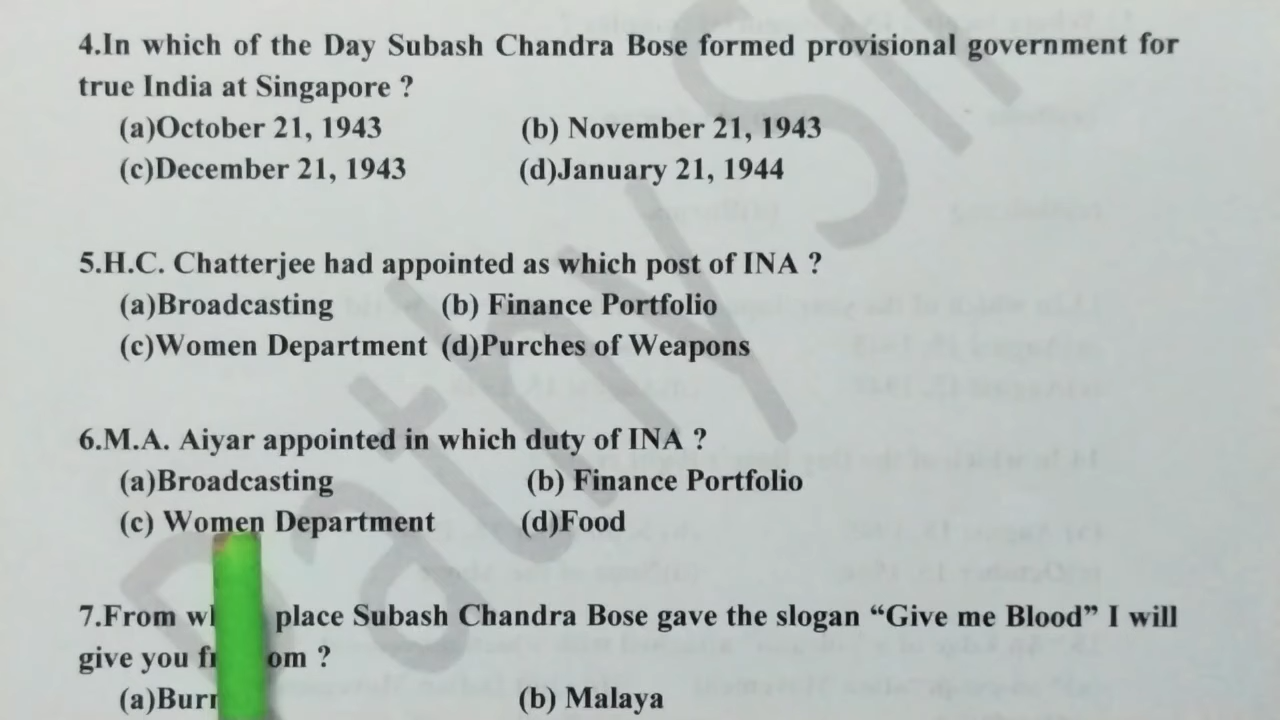 4.In which of the Day Subash Chandra Bose formed provisional government for
true India at Singapore ?
(a)October 21, 1943 (b) November 21, 1943
(c)December 21, 1943 (d)January 21, 1944
5.H.C. Chatterjee had appointed as which post of INA ?
(a)Broadcasting (b) Finance Portfolio
(c)Women Department (d)Purches of Weapons
6.M.A. Aiyar appointed in which duty of INA ?
(a)Broadcasting (b) Finance Portfolio
(c) Women Department (d)Food
7.From place Subash Chandra Bose gave the slogan “Give me Blood” I will
give you ?
(a) (b) Malaya
Pathy Sir